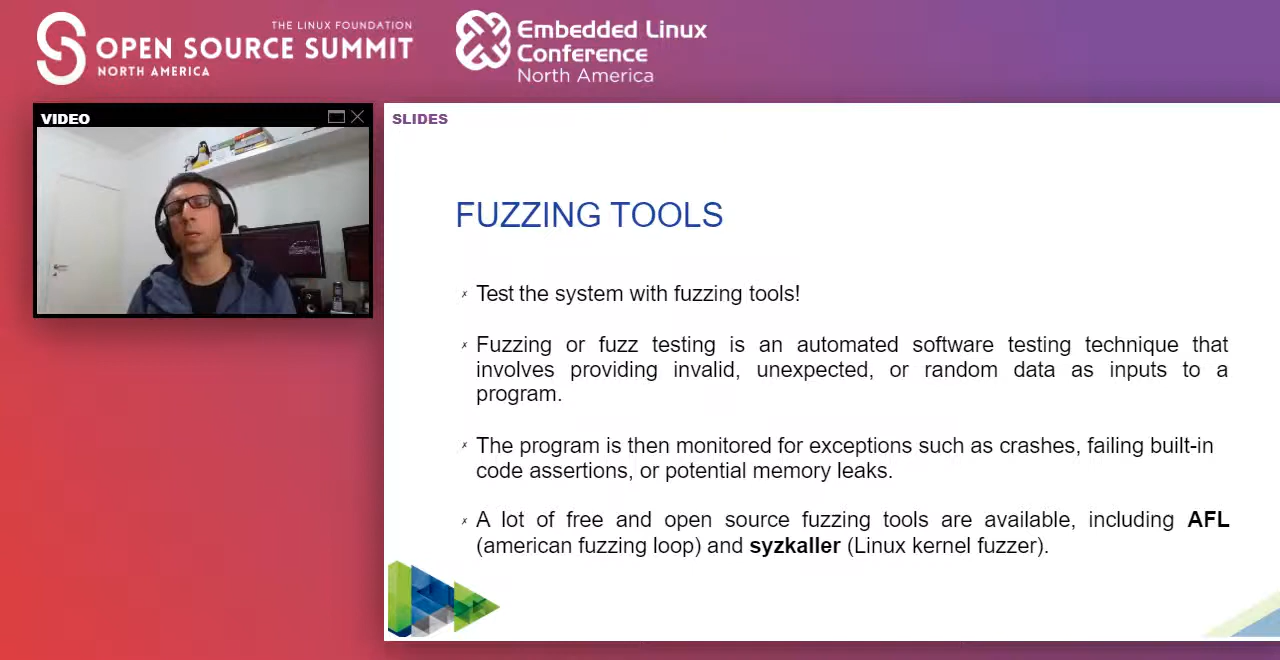 THE LINUX FOUNDATION
OPEN SOURCE SUMMIT
NORTH AMERICA
Embedded Linux
Conference
North America
VIDEO
SLIDES
FUZZING TOOLS
Test the system with fuzzing tools!
Fuzzing or fuzz testing is an automated software testing technique that
involves providing invalid, unexpected, or random data as inputs to a
program.
The program is then monitored for exceptions such as crashes, failing built-in
code assertions, or potential memory leaks.
A lot of free and open source fuzzing tools are available, including AFL
(american fuzzing loop) and syzkaller (Linux kernel fuzzer).